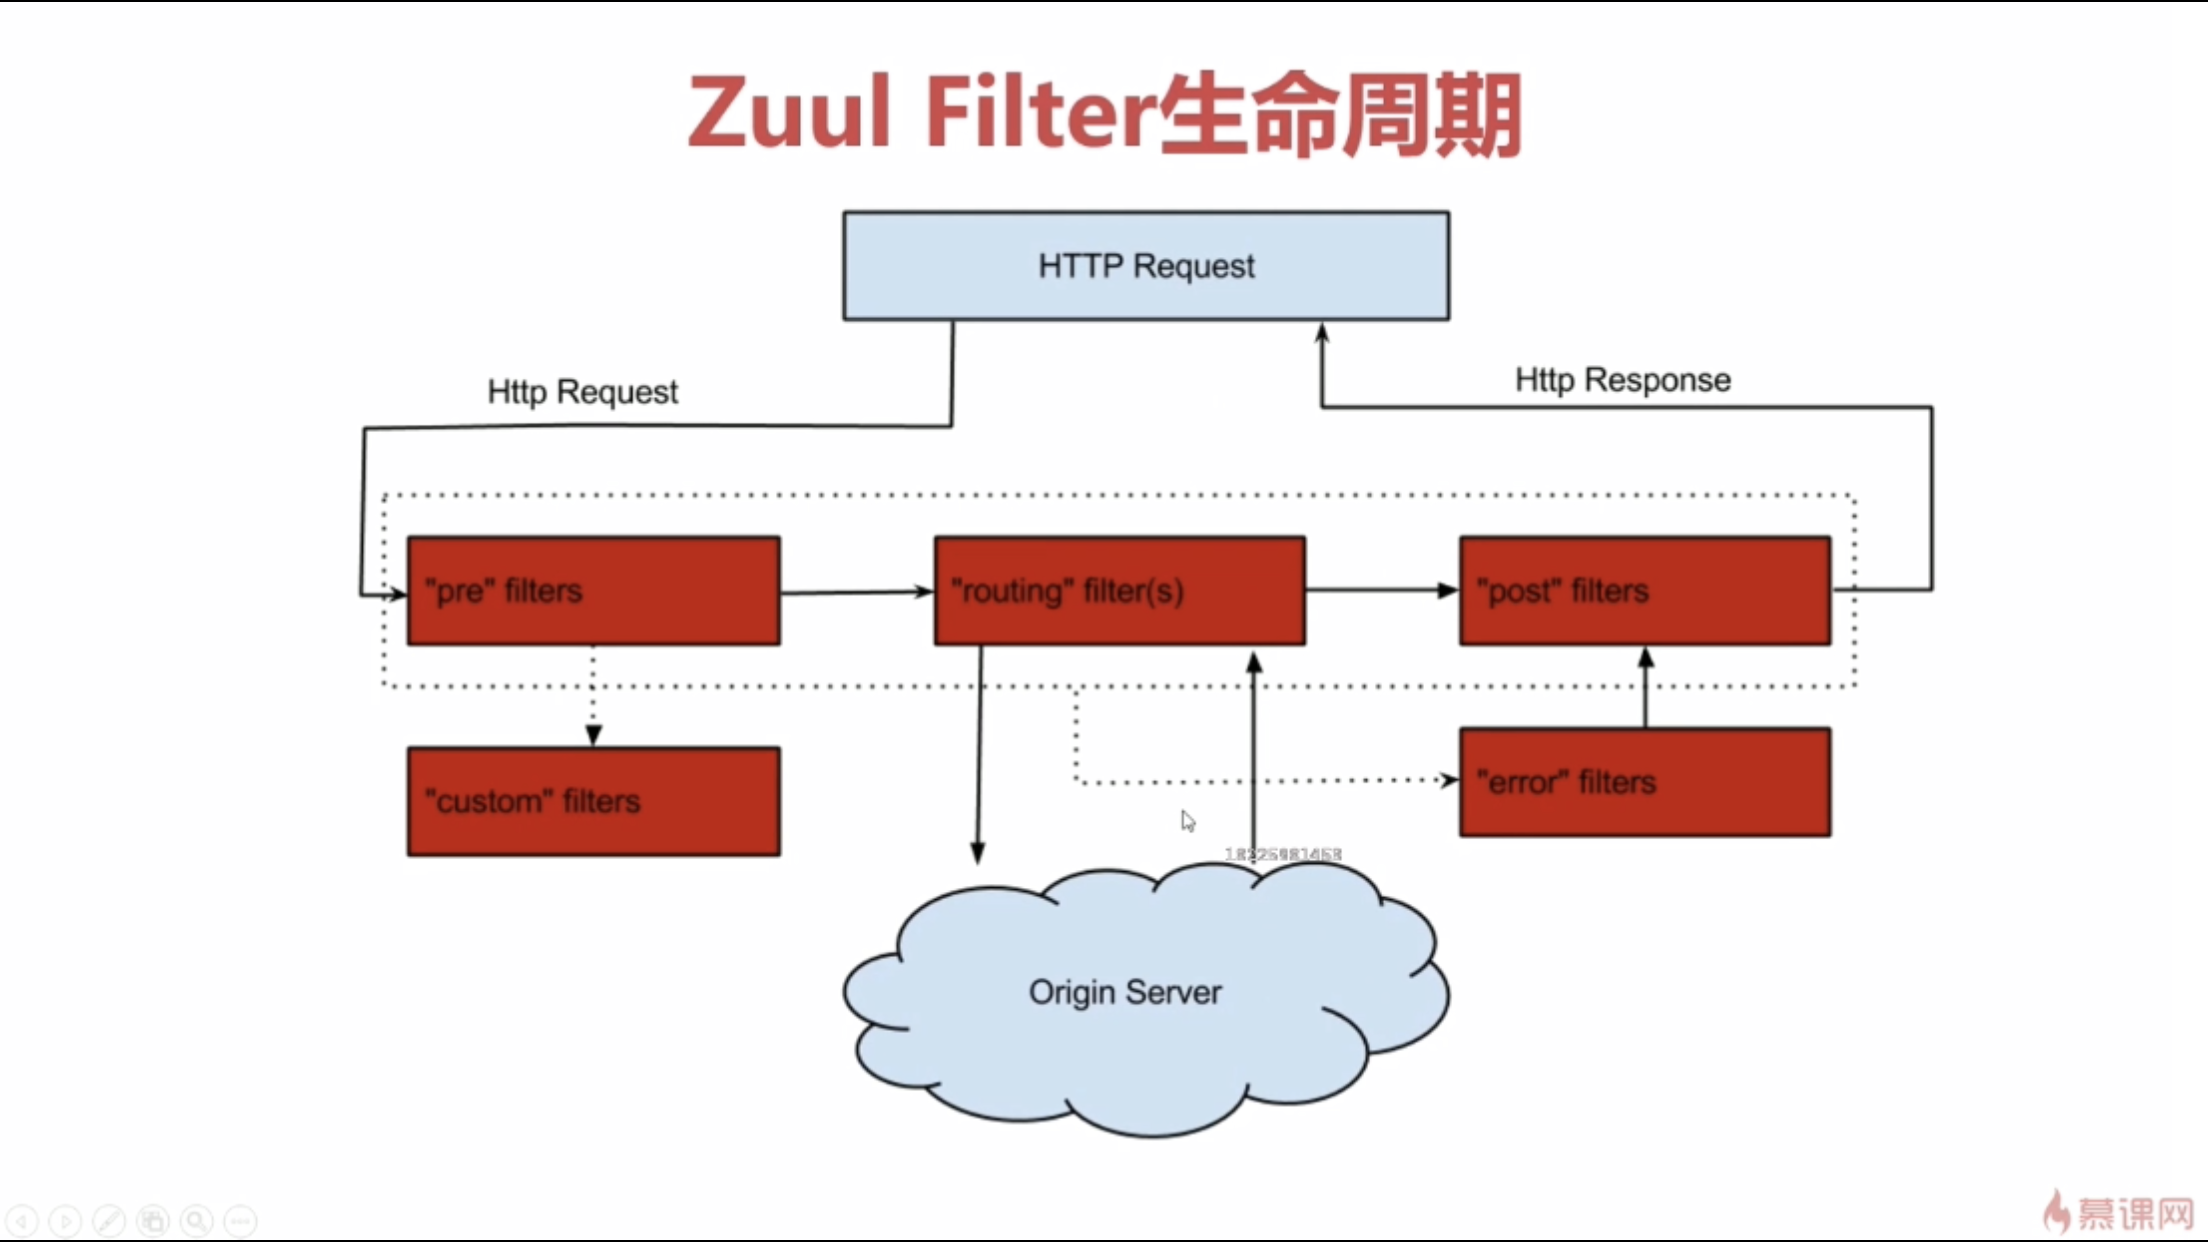 Zuul Filter生命周期
HTTP Request
Http Request
Http Response
"pre" filters
"routing" filter(s)
"post" filters
"custom" filters
"error" filters
Origin Server
慕课网